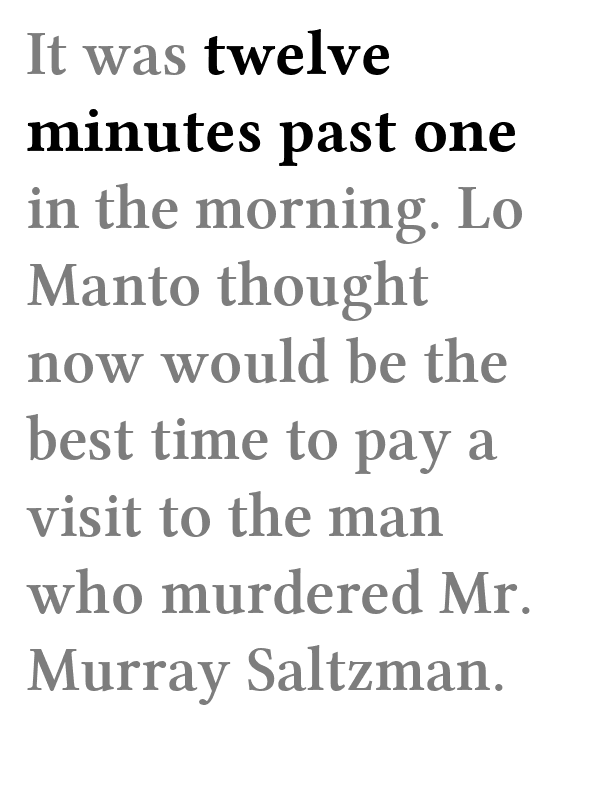 It was twelve
minutes past one
in the morning. Lo
Manto thought
now would be the
best time to pay a
visit to the man
who murdered Mr.
Murray Saltzman.